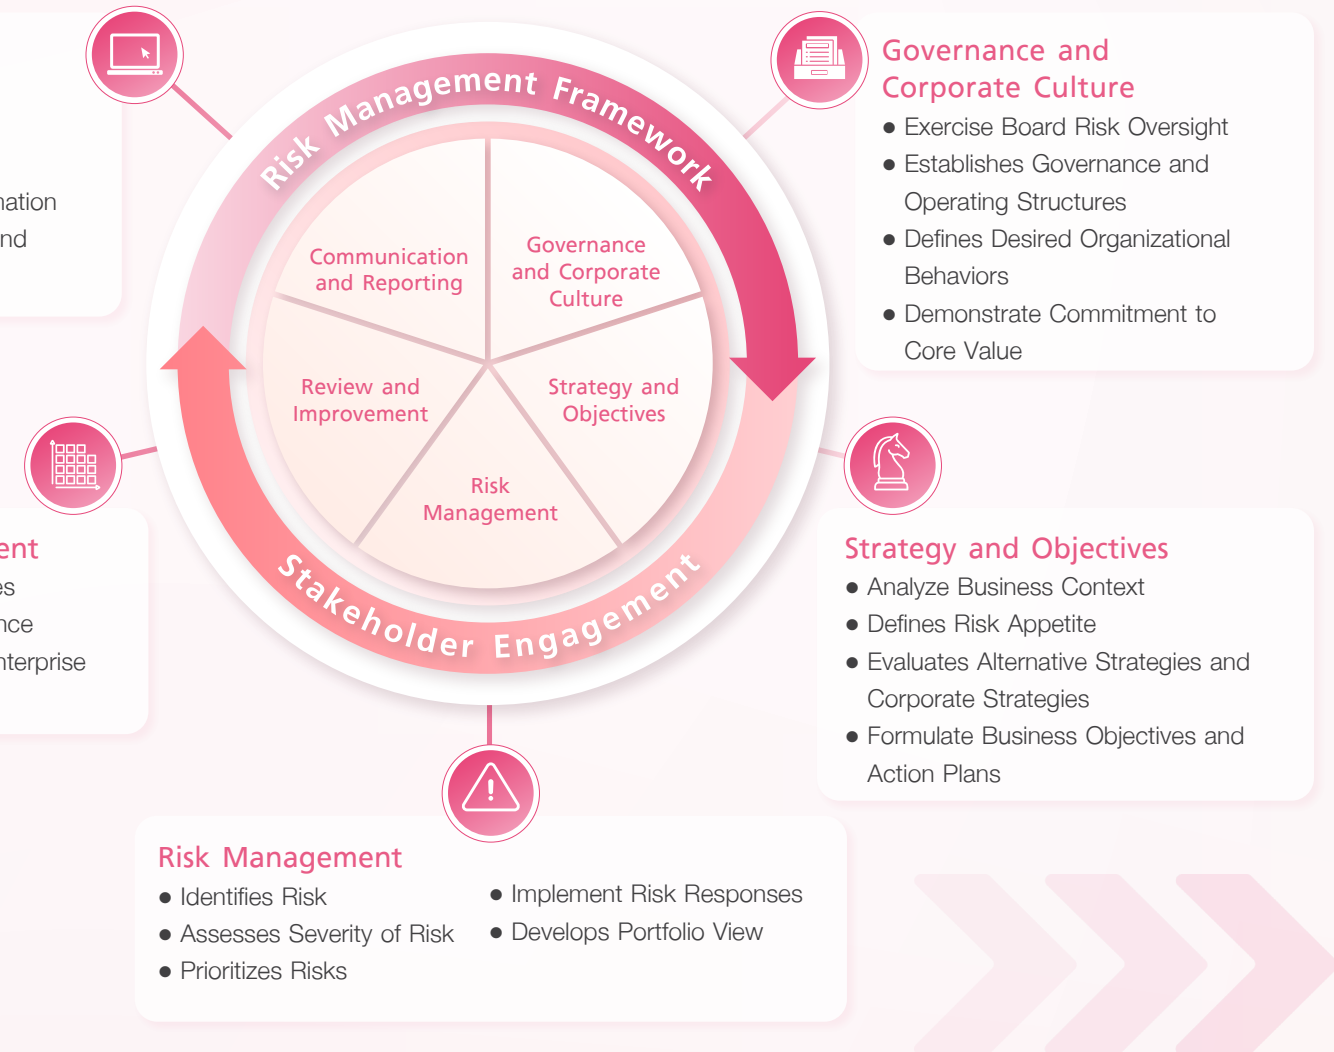 Risk Management Framework
Communication
and Reporting
Governance
and Corporate
Culture
Review and
Improvement
Strategy and
Objectives
Risk
Management
Stakeholder Engagement
Governance and
Corporate Culture
● Exercise Board Risk Oversight
● Establishes Governance and
Operating Structures
● Defines Desired Organizational
Behaviors
● Demonstrate Commitment to
Core Value
Strategy and Objectives
● Analyze Business Context
● Defines Risk Appetite
● Evaluates Alternative Strategies and
Corporate Strategies
● Formulate Business Objectives and
Action Plans
Risk Management
● Identifies Risk
● Assesses Severity of Risk
● Prioritizes Risks
● Implement Risk Responses
● Develops Portfolio View